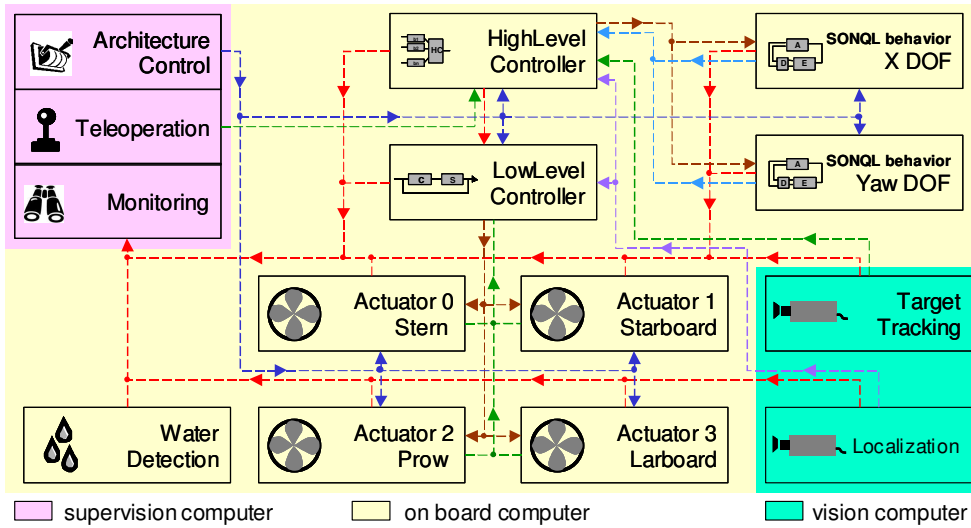 Architecture
Control
Teleoperation
Monitoring
HC
HighLevel
Controller
C
S
LowLevel
Controller
SONQL behavior
X DOF
A
D
E
SONQL behavior
Yaw DOF
A
D
E
Actuator 0
Stern
Actuator 1
Starboard
Target
Tracking
Water
Detection
Actuator 2
Prow
Actuator 3
Larboard
Localization
supervision computer
on board computer
vision computer